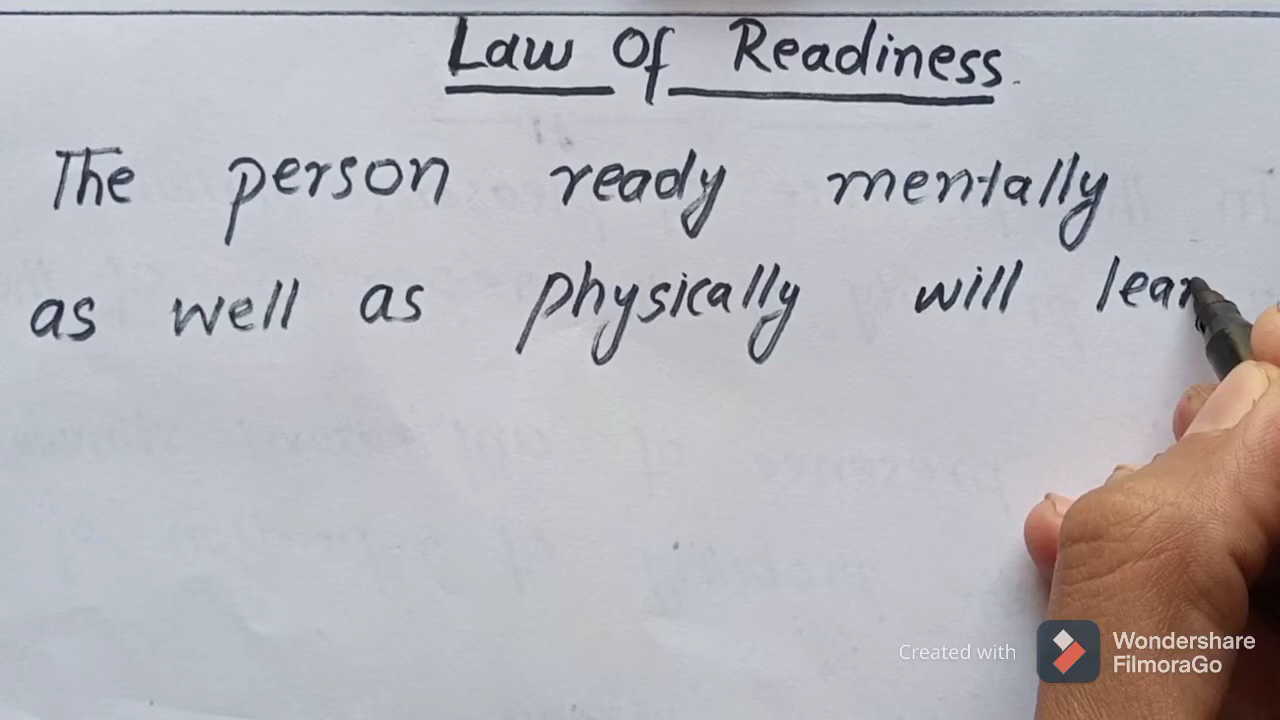 Law Of Readiness.
The person ready mentally
as well as physically will lear
Created with
Wondershare
FilmoraGo